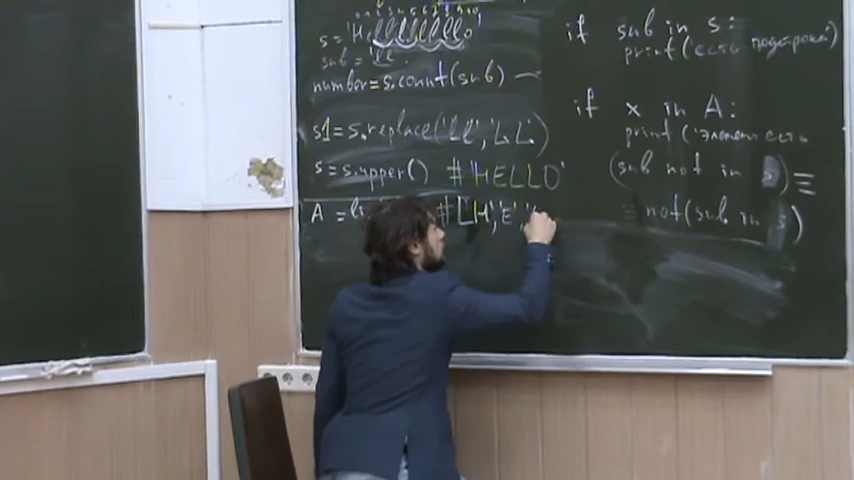 s = 'Hellllllllllo'
sub = 'll'
number = s.count(sub) –
s1 = s.replace('LL', 'LL')
s = s.upper() #'HELLO'
A = #['H','E','
if sub in s:
print('есть подстрока')
if x in A:
print('элемент есть
(sub not in s) =
= not(sub in s)